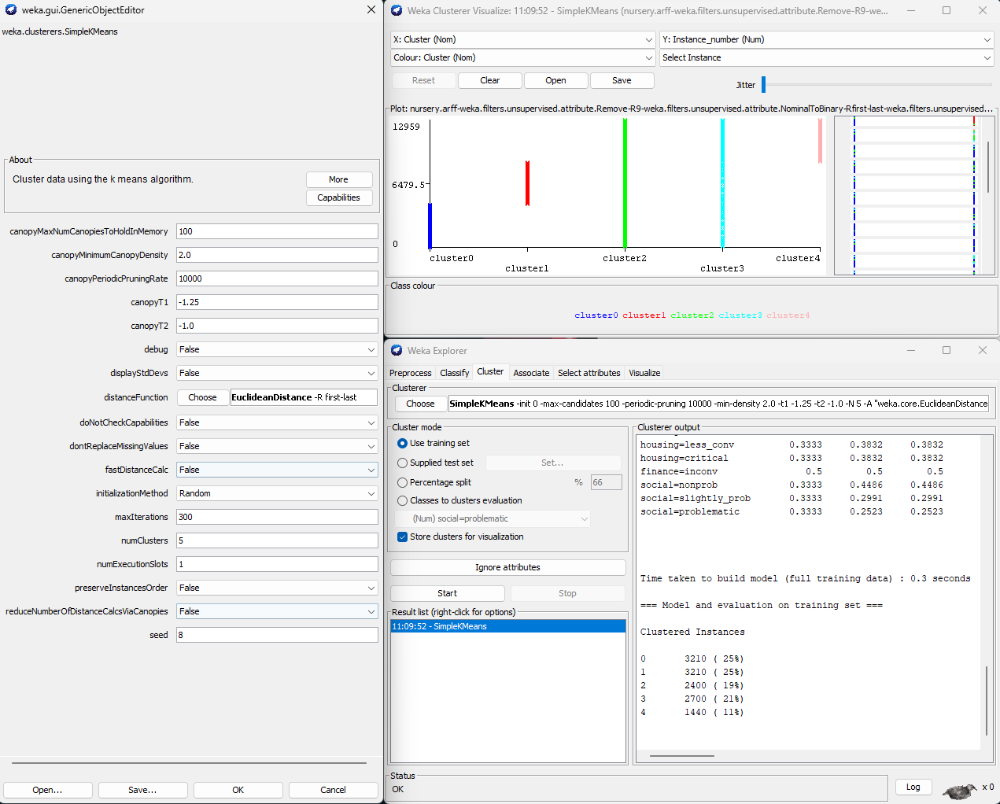 weka.gui.GenericObjectEditor
weka.clusterers.SimpleKMeans
About
Cluster data using the k means algorithm.
More
Capabilities
canopyMaxNumCanopiesToHoldInMemory 100
canopyMinimumCanopyDensity 2.0
canopyPeriodicPruningRate 10000
canopyT1 -1.25
canopyT2 -1.0
debug False
displayStdDevs False
distanceFunction Choose EuclideanDistance -R first-last
doNotCheckCapabilities False
dontReplaceMissingValues False
fastDistanceCalc False
initializationMethod Random
maxIterations 300
numClusters 5
numExecutionSlots 1
preserveInstancesOrder False
reduceNumberOfDistanceCalcsViaCanopies False
seed 8
Open... Save... OK Cancel
Weka Clusterer Visualize: 11:09:52 - SimpleKMeans (nursery.arff-weka.filters.unsupervised.attribute.Remove-R9-we...
X: Cluster (Nom) Y: Instance_number (Num)
Colour: Cluster (Nom) Select Instance
Reset Clear Open Save Jitter
Plot: nursery.arff-weka.filters.unsupervised.attribute.Remove-R9-weka.filters.unsupervised.attribute.NominalToBinary-Rfirst-last-weka.filters.unsupervised...
12959
6479.5
0
cluster0 cluster2 cluster4
cluster1 cluster3
Class colour
cluster0 cluster1 cluster2 cluster3 cluster4
Weka Explorer
Preprocess Classify Cluster Associate Select attributes Visualize
Clusterer
Choose SimpleKMeans -init 0 -max-candidates 100 -periodic-pruning 10000 -min-density 2.0 -t1 -1.25 -t2 -1.0 -N 5 -A "weka.core.EuclideanDistance
Cluster mode
Use training set
Supplied test set Set...
Percentage split % 66
Classes to clusters evaluation
(Num) social=problematic
Store clusters for visualization
Ignore attributes
Start Stop
Result list (right-click for options)
11:09:52 - SimpleKMeans
Clusterer output
housing=less_conv 0.3333 0.3832 0.3832
housing=critical 0.3333 0.3832 0.3832
finance=inconv 0.5 0.5 0.5
social=nonprob 0.3333 0.4486 0.4486
social=slightly_prob 0.3333 0.2991 0.2991
social=problematic 0.3333 0.2523 0.2523
Time taken to build model (full training data) : 0.3 seconds
=== Model and evaluation on training set ===
Clustered Instances
0 3210 ( 25%)
1 3210 ( 25%)
2 2400 ( 19%)
3 2700 ( 21%)
4 1440 ( 11%)
Status
OK
Log x 0